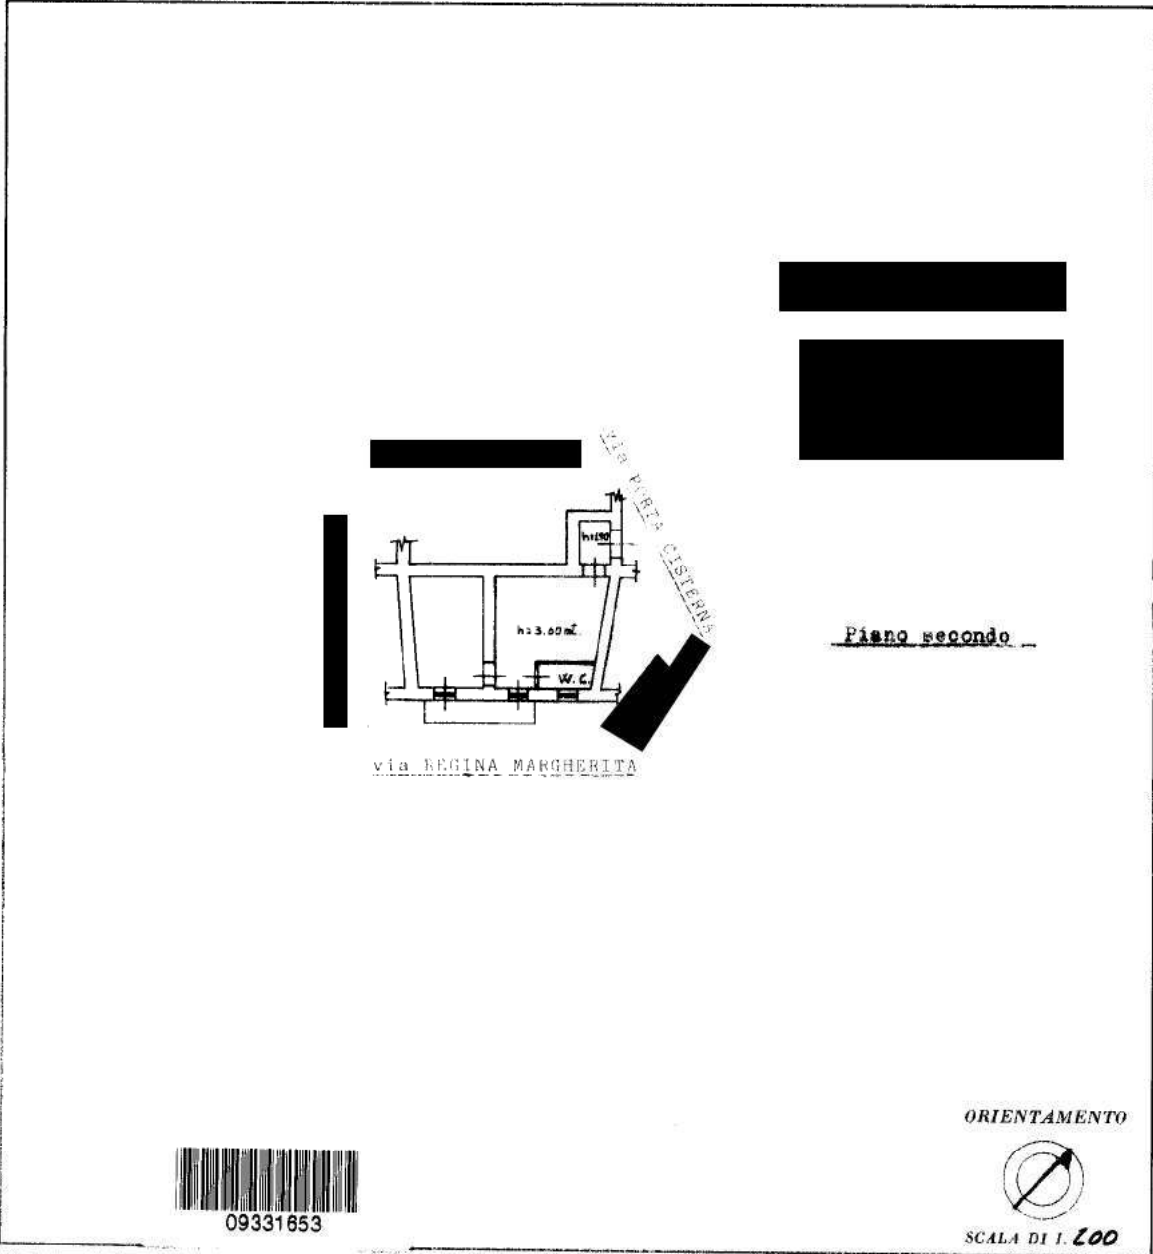 via PORTA CISTERNA
h:1.90
h:3.60 mt.
W.C.
Piano secondo
via REGINA MARGHERITA
ORIENTAMENTO
09331653
SCALA DI 1. 200